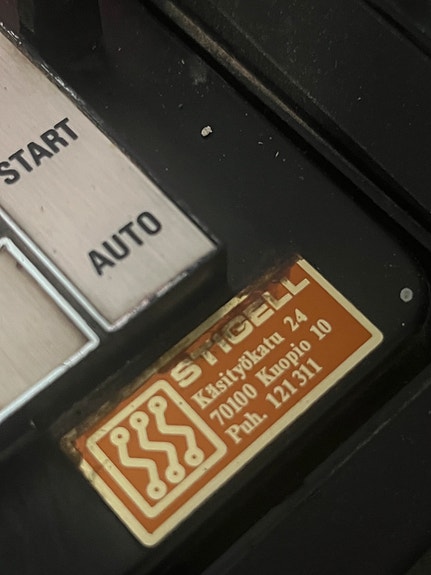 START
AUTO
STIGELL
Käsityökatu 24
70100 Kuopio 10
Puh. 121 311